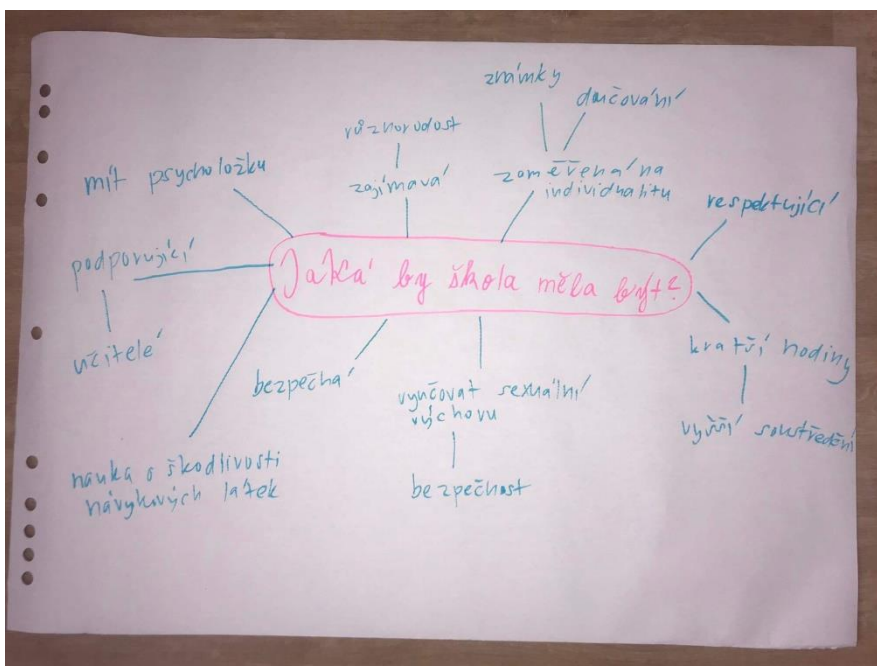 známky
doučování
různorodost
zajímavá
zaměřená na
individualitu
mít psycholožku
respektující
podporující
učitelé
Jaká by škola měla být?
kratší hodiny
vyšší soustředění
bezpečná
vyučovat sexuální
výchovu
bezpečnost
nauka o škodlivosti
návykových látek